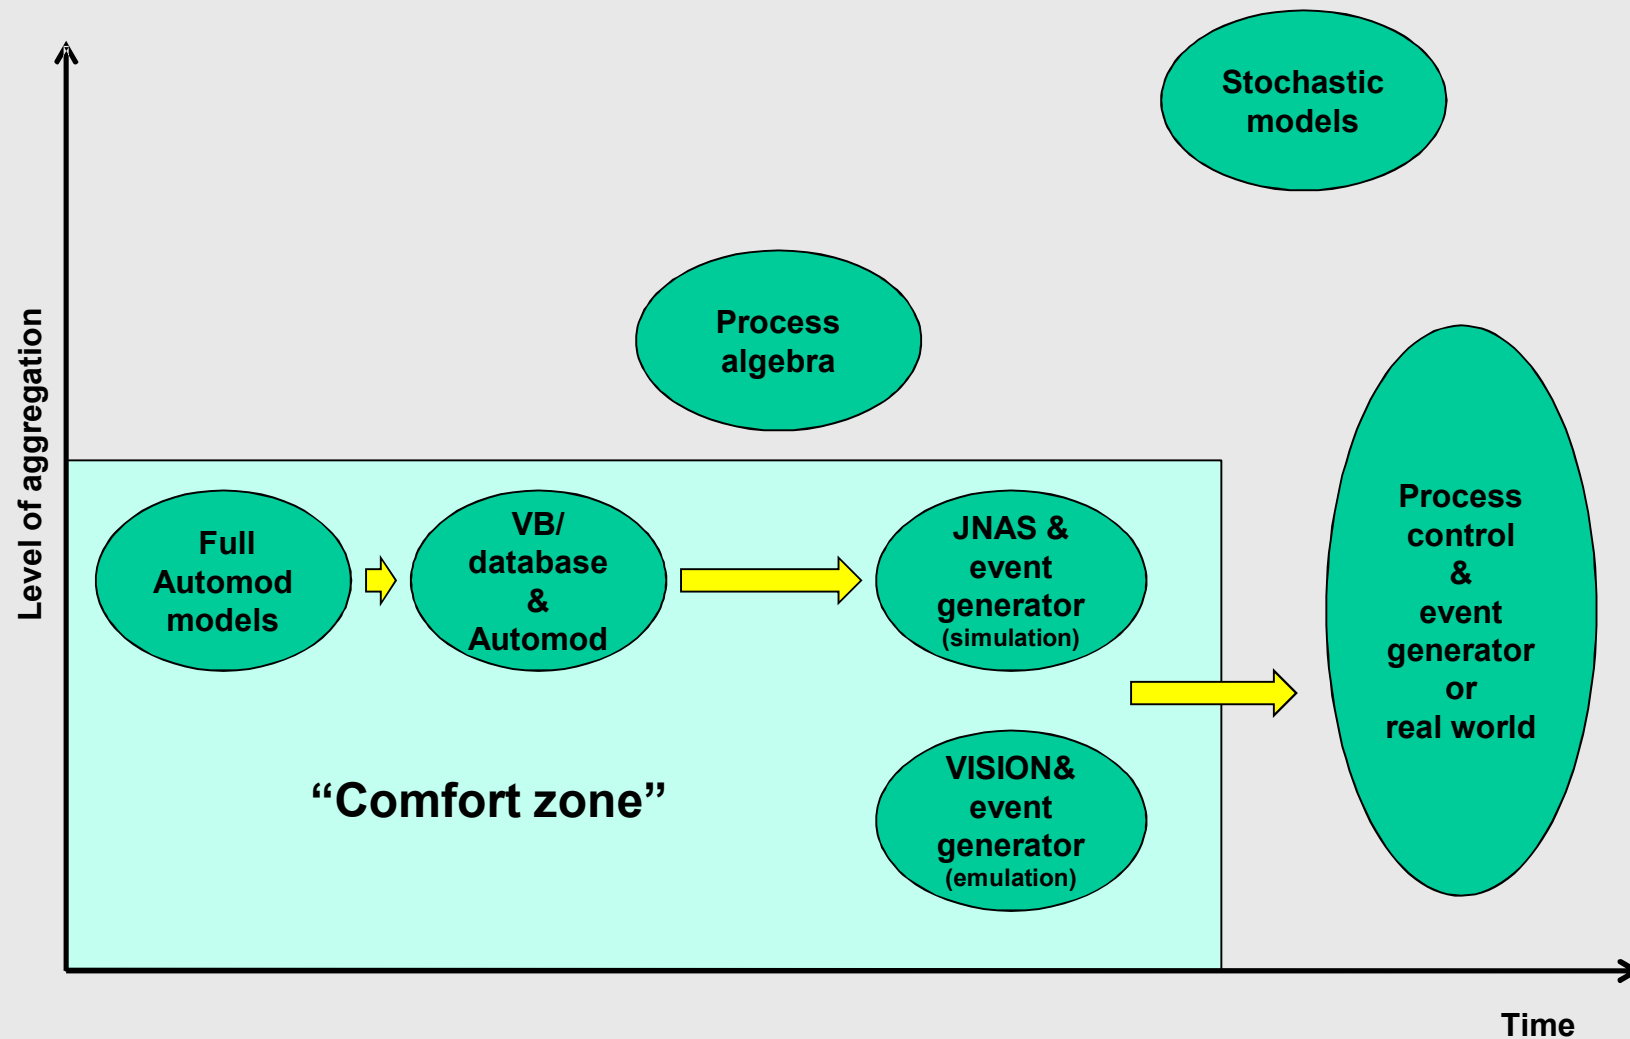 Stochastic
models
Process
algebra
Level of aggregation
Full
Automod
models
VB/
database
&
Automod
JNAS &
event
generator
(simulation)
Process
control
&
event
generator
or
real world
VISION&
event
generator
(emulation)
“Comfort zone”
Time